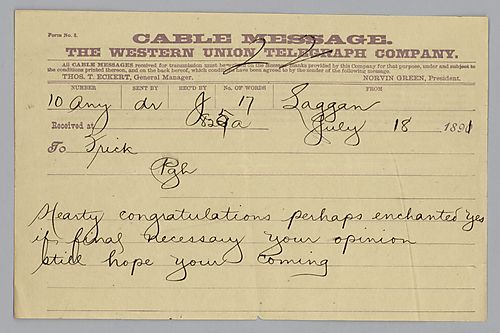 Form No. 2.
CABLE MESSAGE.
THE WESTERN UNION TELEGRAPH COMPANY.
ALL CABLE MESSAGES received for transmission must be written on the Message Blanks provided by this Company for that purpose, under and subject to
the conditions printed thereon, and on the back hereof, which conditions have been agreed to by the sender of the following message.
THOS. T. ECKERT, General Manager. NORVIN GREEN, President.
NUMBER SENT BY REC'D BY NO. OF WORDS FROM
10 Any dr J 17 Laggan
Received at July 18 1891
To Frick
Pgh
Hearty congratulations perhaps enchanted yes
if final necessary your opinion
still hope your coming